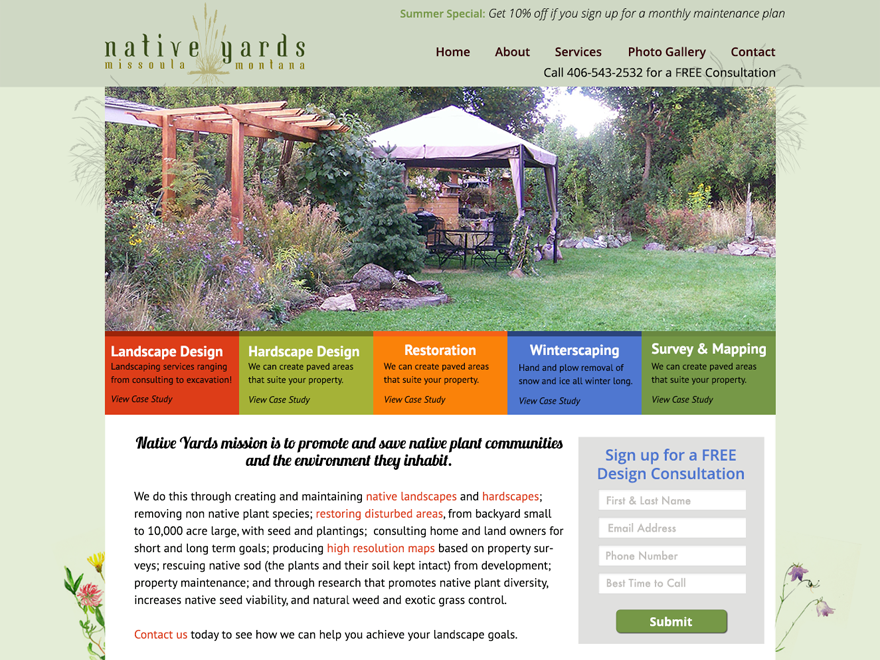 Summer Special: Get 10% off if you sign up for a monthly maintenance plan
native yards
missoula montana
Home About Services Photo Gallery Contact
Call 406-543-2532 for a FREE Consultation
Landscape Design
Landscaping services ranging
from consulting to excavation!
View Case Study
Hardscape Design
We can create paved areas
that suite your property.
View Case Study
Restoration
We can create paved areas
that suite your property.
View Case Study
Winterscaping
Hand and plow removal of
snow and ice all winter long.
View Case Study
Survey & Mapping
We can create paved areas
that suite your property.
View Case Study
Native Yards mission is to promote and save native plant communities
and the environment they inhabit.
We do this through creating and maintaining native landscapes and hardscapes;
removing non native plant species; restoring disturbed areas, from backyard small
to 10,000 acre large, with seed and plantings; consulting home and land owners for
short and long term goals; producing high resolution maps based on property sur-
veys; rescuing native sod (the plants and their soil kept intact) from development;
property maintenance; and through research that promotes native plant diversity,
increases native seed viability, and natural weed and exotic grass control.
Contact us today to see how we can help you achieve your landscape goals.
Sign up for a FREE
Design Consultation
First & Last Name
Email Address
Phone Number
Best Time to Call
Submit